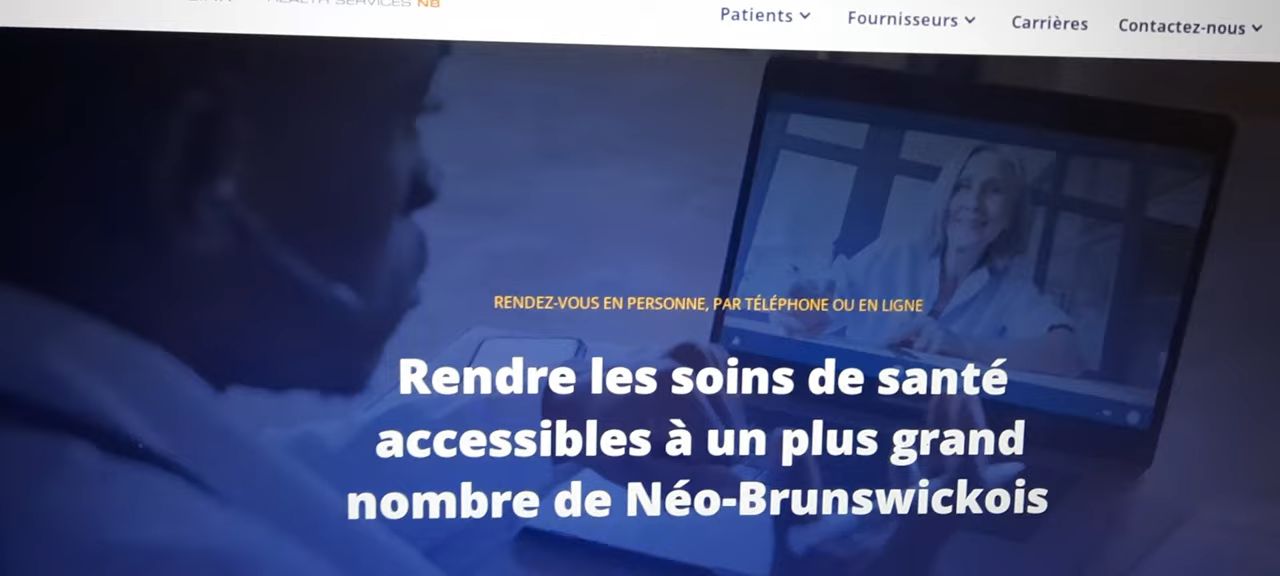 HEALTH SERVICES NB
Patients
Fournisseurs
Carrières
Contactez-nous
RENDEZ-VOUS EN PERSONNE, PAR TÉLÉPHONE OU EN LIGNE
Rendre les soins de santé
accessibles à un plus grand
nombre de Néo-Brunswickois